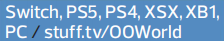 Switch, PS5, PS4, XSX, XB1,
PC / stuff.tv/OOWorld